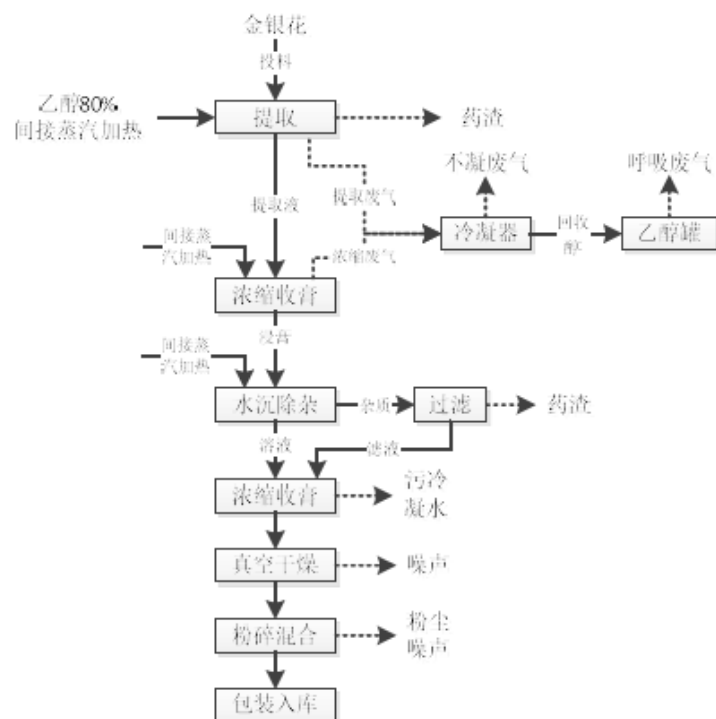 金银花
投料
乙醇80%
间接蒸汽加热
提取
药渣
不凝废气
呼吸废气
提取废气
提取液
冷凝器
回收
醇
乙醇罐
间接蒸
汽加热
浓缩废气
浓缩收膏
浸膏
间接蒸
汽加热
水沉除杂
杂质
过滤
药渣
溶液
滤液
浓缩收膏
污冷
凝水
真空干燥
噪声
粉碎混合
粉尘
噪声
包装入库